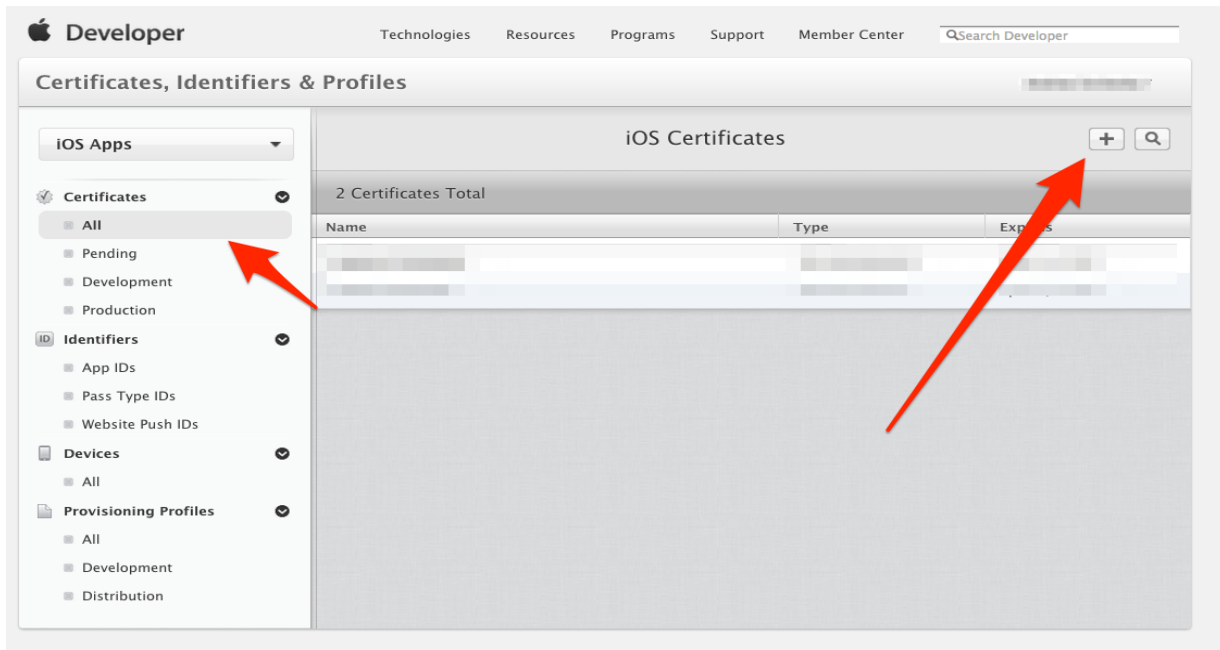 Developer
Technologies Resources Programs Support Member Center Search Developer
Certificates, Identifiers & Profiles
iOS Apps
iOS Certificates
Certificates
2 Certificates Total
All
Name Type
Pending
Development
Production
ID Identifiers
App IDs
Pass Type IDs
Website Push IDs
Devices
All
Provisioning Profiles
All
Development
Distribution